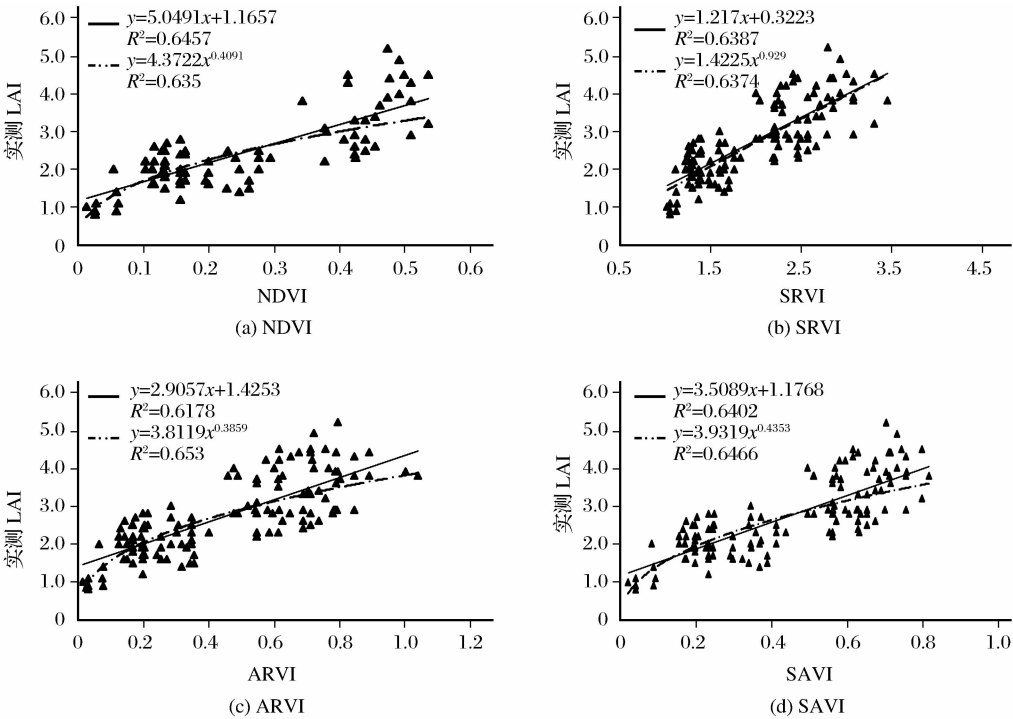 6.0
5.0
4.0
3.0
2.0
1.0
0
实测 LAI
y=5.0491x+1.1657
R²=0.6457
y=4.3722x^0.4091
R²=0.635
0 0.1 0.2 0.3 0.4 0.5 0.6
NDVI
(a) NDVI
6.0
5.0
4.0
3.0
2.0
1.0
0
实测 LAI
y=1.217x+0.3223
R²=0.6387
y=1.4225x^0.929
R²=0.6374
0.5 1.5 2.5 3.5 4.5
SRVI
(b) SRVI
6.0
5.0
4.0
3.0
2.0
1.0
0
实测 LAI
y=2.9057x+1.4253
R²=0.6178
y=3.8119x^0.3859
R²=0.653
0 0.2 0.4 0.6 0.8 1.0 1.2
ARVI
(c) ARVI
6.0
5.0
4.0
3.0
2.0
1.0
0
实测 LAI
y=3.5089x+1.1768
R²=0.6402
y=3.9319x^0.4353
R²=0.6466
0 0.2 0.4 0.6 0.8 1.0
SAVI
(d) SAVI